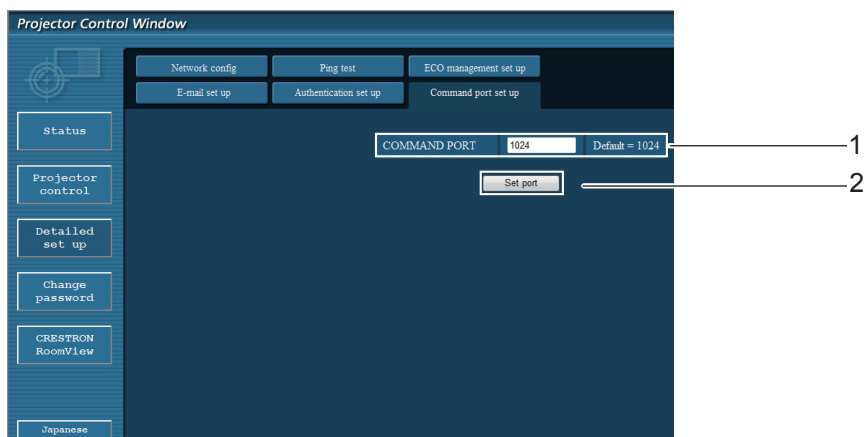 Projector Control Window
Network config
Ping test
ECO management set up
E-mail set up
Authentication set up
Command port set up
Status
Projector
control
Detailed
set up
Change
password
CRESTRON
RoomView
Japanese
COMMAND PORT 1024 Default = 1024
1
Set port
2